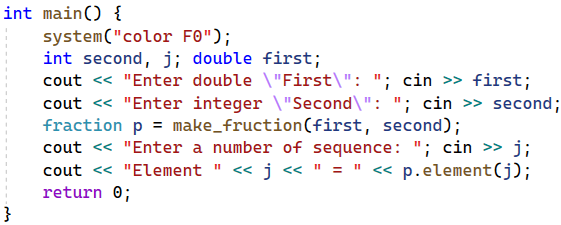 int main() {
system("color F0");
int second, j; double first;
cout << "Enter double \"First\": "; cin >> first;
cout << "Enter integer \"Second\": "; cin >> second;
fraction p = make_fruction(first, second);
cout << "Enter a number of sequence: "; cin >> j;
cout << "Element " << j << " = " << p.element(j);
return 0;
}